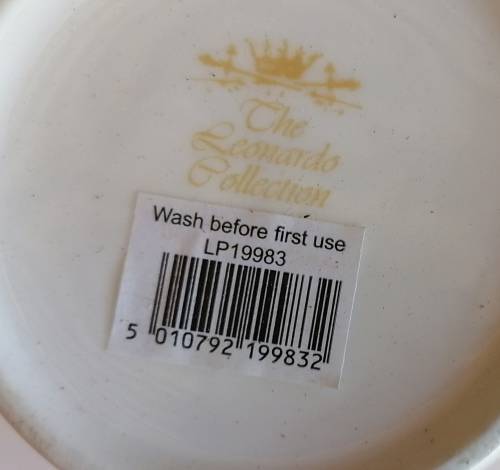 The
Leonardo
Collection
Wash before first use
LP19983
5 010792 199832